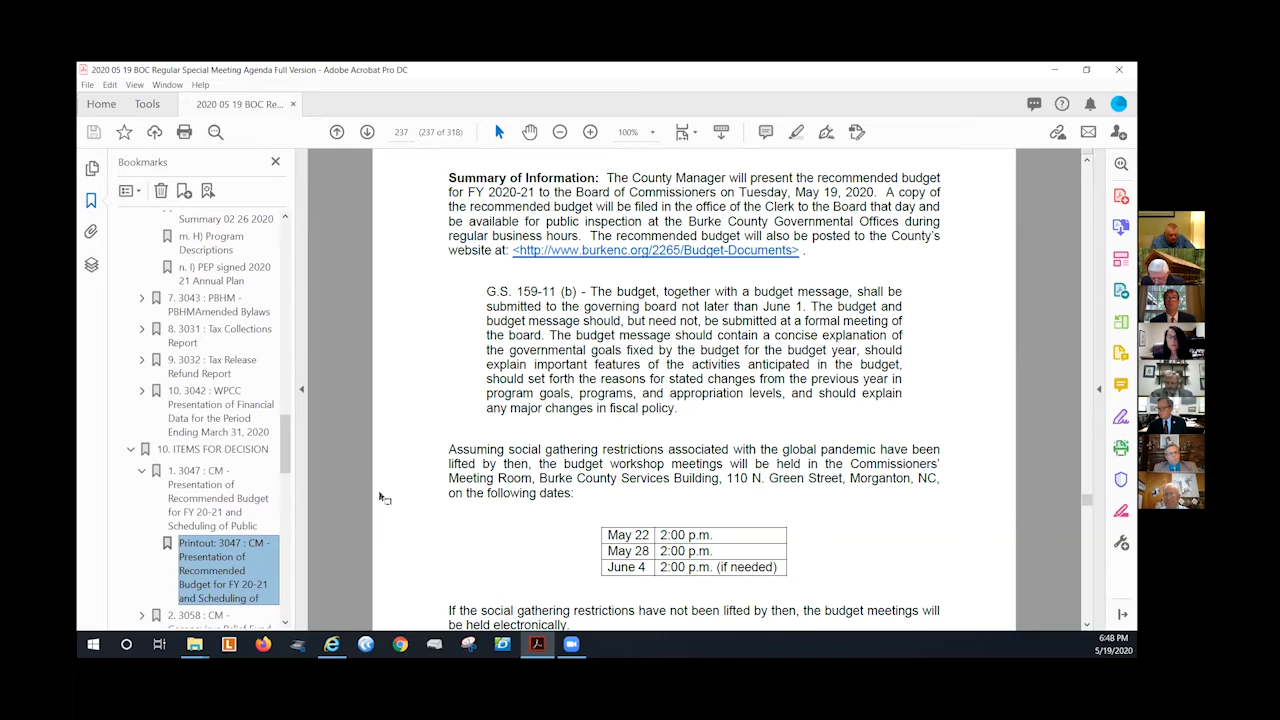 2020 05 19 BOC Regular Special Meeting Agenda Full Version - Adobe Acrobat Pro DC
File Edit View Window Help
Home Tools 2020 05 19 BOC Re... ×
237 (237 of 318) 100%
Bookmarks
Summary 02 26 2020
m. H) Program
Descriptions
n. I) PEP signed 2020
21 Annual Plan
7. 3043 : PBHM -
PBHMAmended Bylaws
8. 3031 : Tax Collections
Report
9. 3032 : Tax Release
Refund Report
10. 3042 : WPCC
Presentation of Financial
Data for the Period
Ending March 31, 2020
10. ITEMS FOR DECISION
1. 3047 : CM -
Presentation of
Recommended Budget
for FY 20-21 and
Scheduling of Public
Printout: 3047 : CM -
Presentation of
Recommended
Budget for FY 20-21
and Scheduling of
2. 3058 : CM -
Summary of Information: The County Manager will present the recommended budget
for FY 2020-21 to the Board of Commissioners on Tuesday, May 19, 2020. A copy of
the recommended budget will be filed in the office of the Clerk to the Board that day and
be available for public inspection at the Burke County Governmental Offices during
regular business hours. The recommended budget will also be posted to the County's
website at: <http://www.burkenc.org/2265/Budget-Documents> .
G.S. 159-11 (b) - The budget, together with a budget message, shall be
submitted to the governing board not later than June 1. The budget and
budget message should, but need not, be submitted at a formal meeting of
the board. The budget message should contain a concise explanation of
the governmental goals fixed by the budget for the budget year, should
explain important features of the activities anticipated in the budget,
should set forth the reasons for stated changes from the previous year in
program goals, programs, and appropriation levels, and should explain
any major changes in fiscal policy.
Assuming social gathering restrictions associated with the global pandemic have been
lifted by then, the budget workshop meetings will be held in the Commissioners'
Meeting Room, Burke County Services Building, 110 N. Green Street, Morganton, NC,
on the following dates:
May 22 2:00 p.m.
May 28 2:00 p.m.
June 4 2:00 p.m. (if needed)
If the social gathering restrictions have not been lifted by then, the budget meetings will
be held electronically.
6:48 PM
5/19/2020